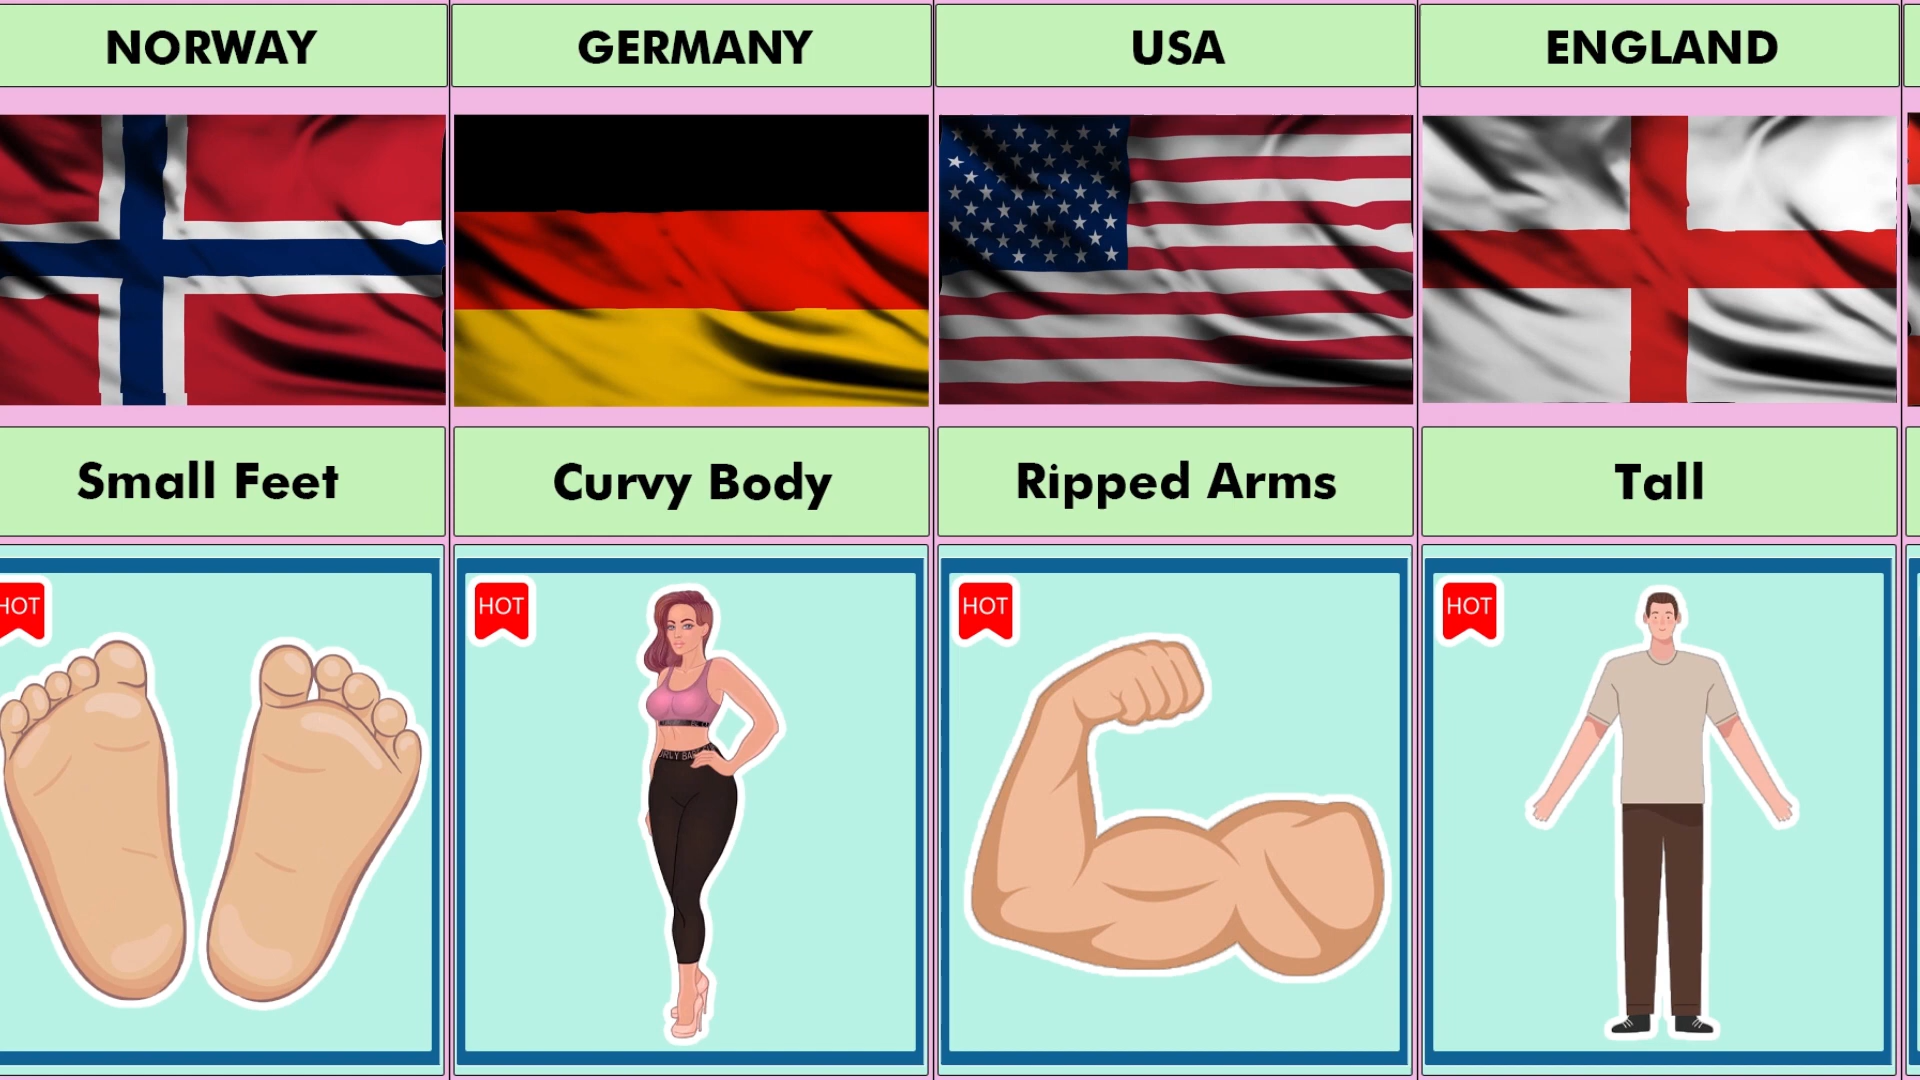 NORWAY
GERMANY
USA
ENGLAND
Small Feet
Curvy Body
Ripped Arms
Tall
HOT
HOT
HOT
HOT